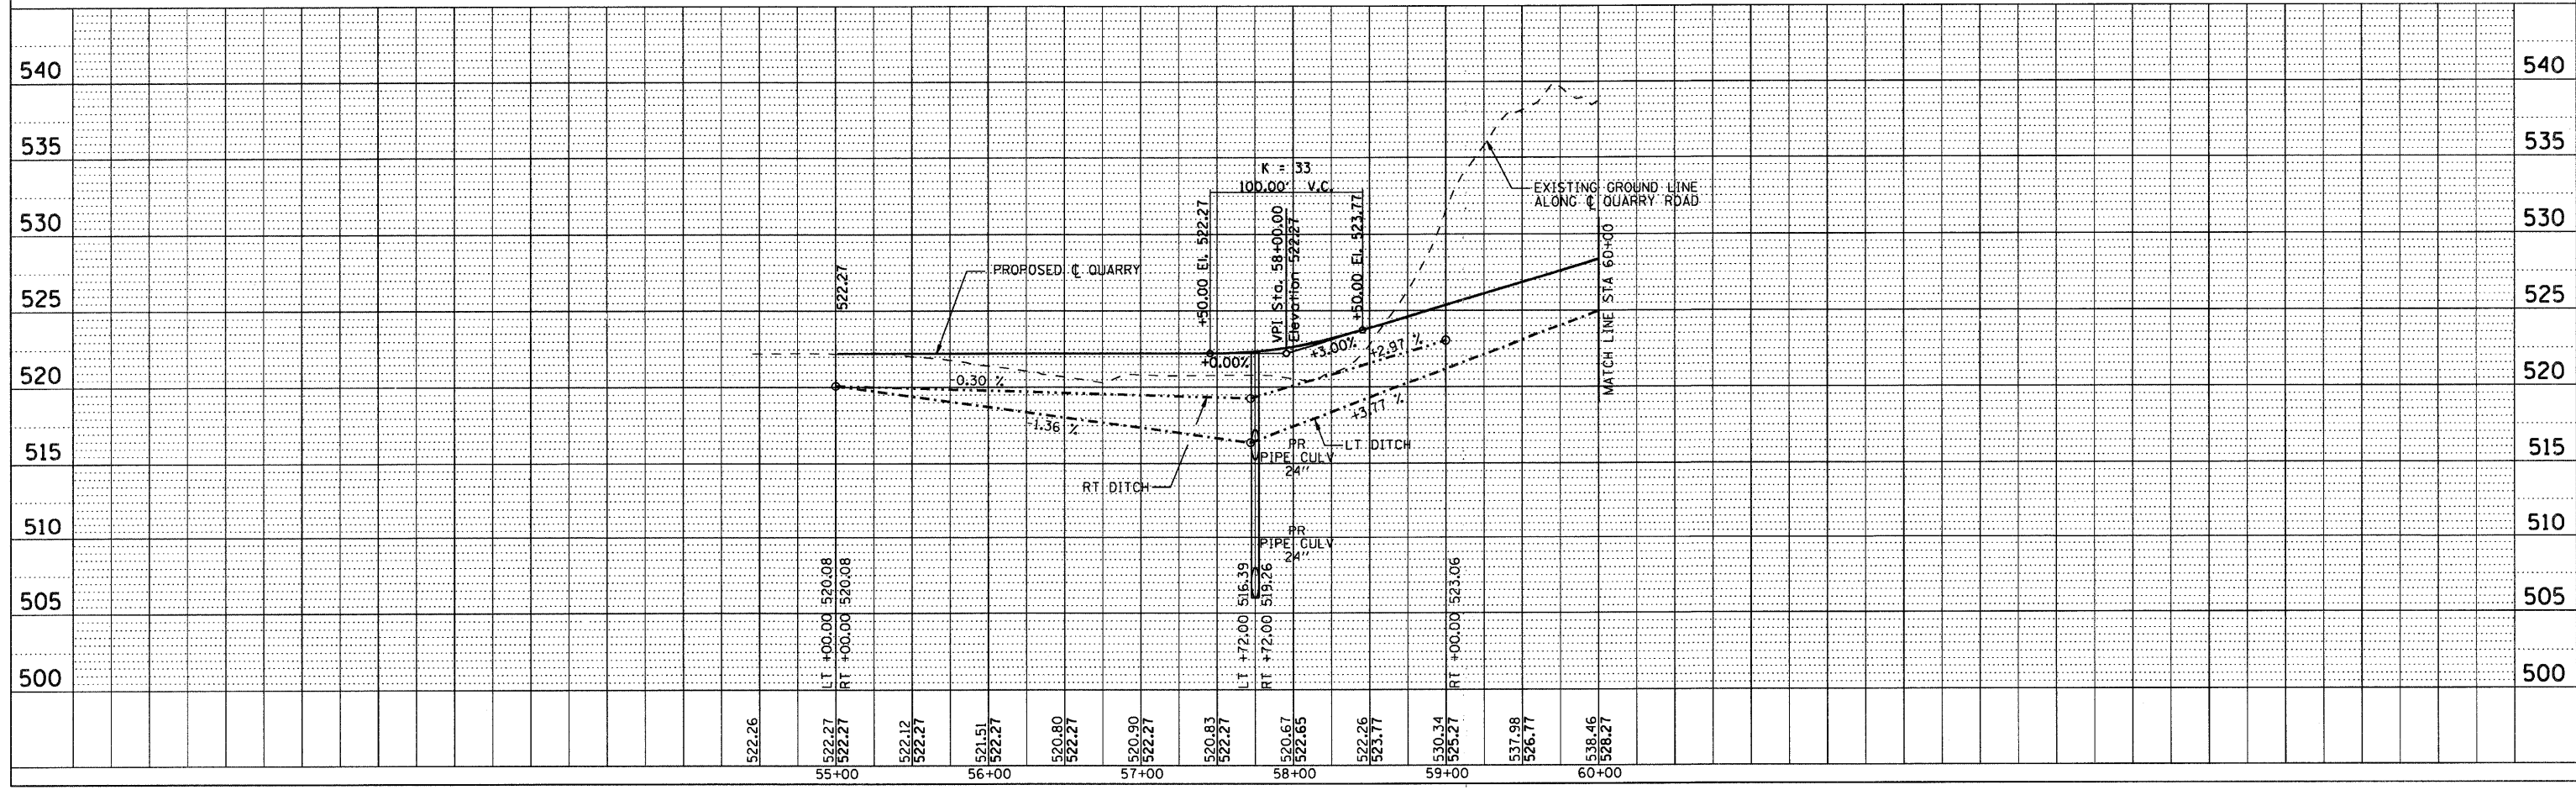 540 540
535 535
530 530
525 525
520 520
515 515
510 510
505 505
500 500
K = 33
100.00' V.C.
+50.00 El. 522.27
VPI Sta. 58+00.00
Elevation 522.27
+50.00 El. 523.77
EXISTING GROUND LINE
ALONG ℄ QUARRY ROAD
522.27
PROPOSED ℄ QUARRY
MATCH LINE STA 60+00
+0.00%
+3.00%
+2.97 %
-0.30 %
-1.36 %
+3.77 %
LT DITCH
RT DITCH
PR
PIPE CULV
24"
PR
PIPE CULV
24"
LT +00.00 520.08
RT +00.00 520.08
LT +72.00 516.39
RT +72.00 519.26
RT +00.00 523.06
522.26
522.27
522.27
522.12
522.27
521.51
522.27
520.80
522.27
520.90
522.27
520.83
522.27
520.67
522.65
522.26
523.77
530.34
525.27
537.98
526.77
538.46
528.27
55+00 56+00 57+00 58+00 59+00 60+00